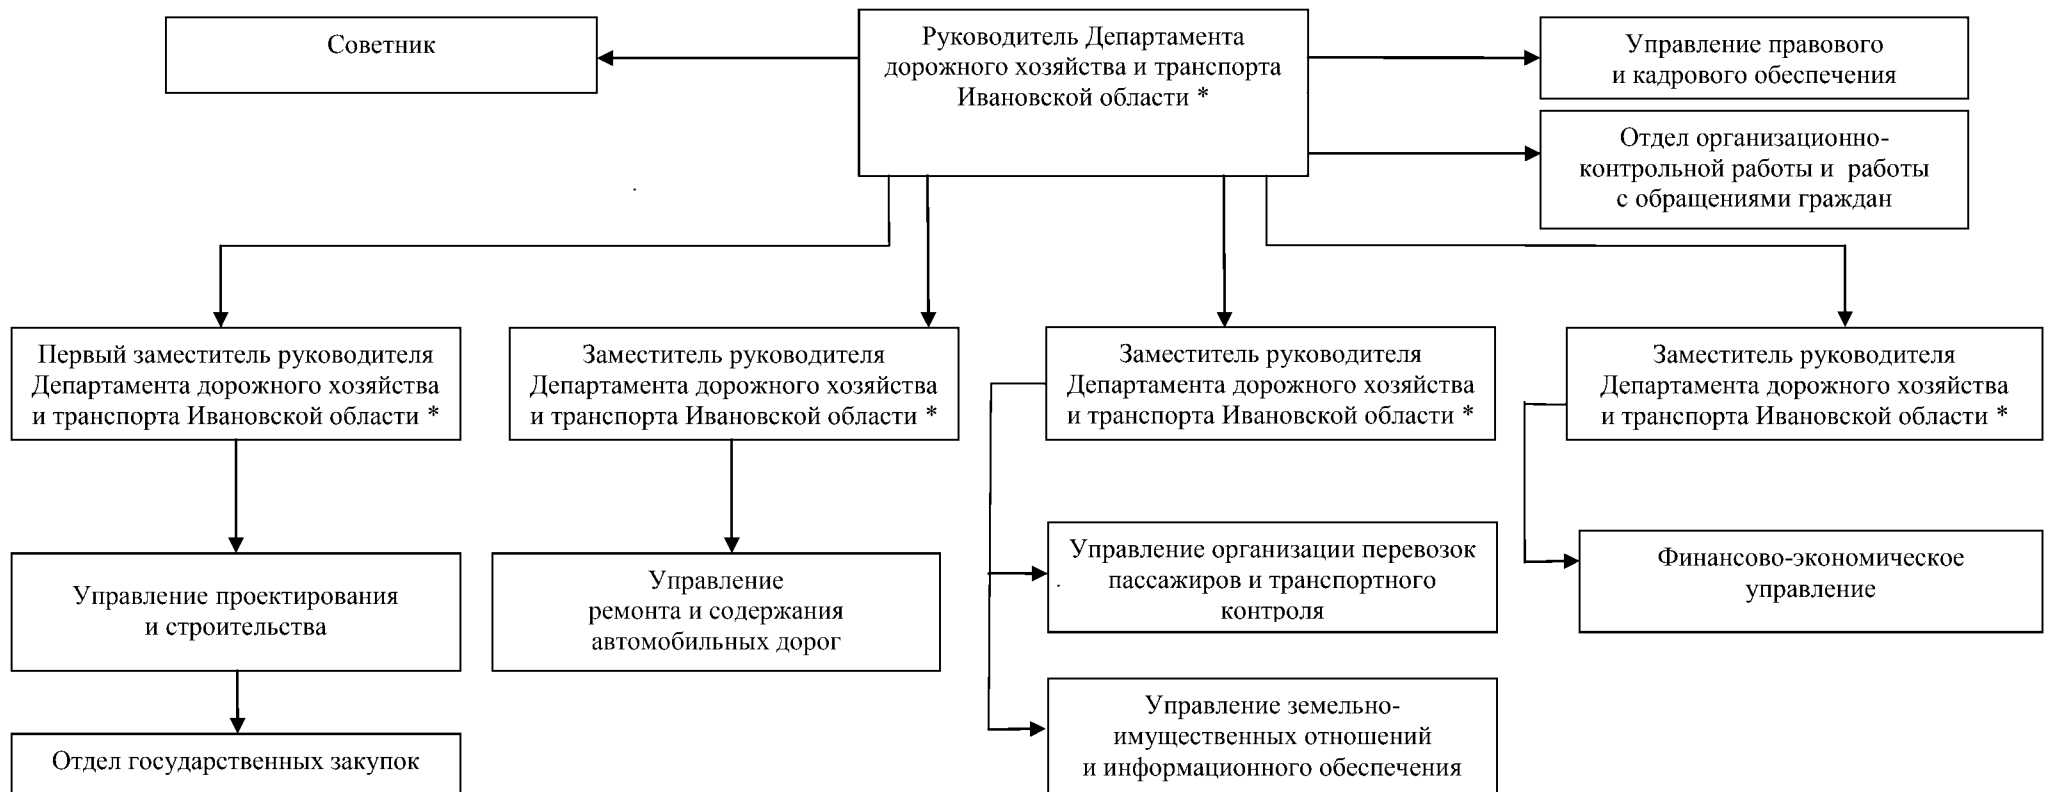 Советник
Руководитель Департамента
дорожного хозяйства и транспорта
Ивановской области *
Управление правового
и кадрового обеспечения
Отдел организационно-
контрольной работы и работы
с обращениями граждан
Первый заместитель руководителя
Департамента дорожного хозяйства
и транспорта Ивановской области *
Заместитель руководителя
Департамента дорожного хозяйства
и транспорта Ивановской области *
Заместитель руководителя
Департамента дорожного хозяйства
и транспорта Ивановской области *
Заместитель руководителя
Департамента дорожного хозяйства
и транспорта Ивановской области *
Управление проектирования
и строительства
Управление
ремонта и содержания
автомобильных дорог
Управление организации перевозок
пассажиров и транспортного
контроля
Финансово-экономическое
управление
Отдел государственных закупок
Управление земельно-
имущественных отношений
и информационного обеспечения